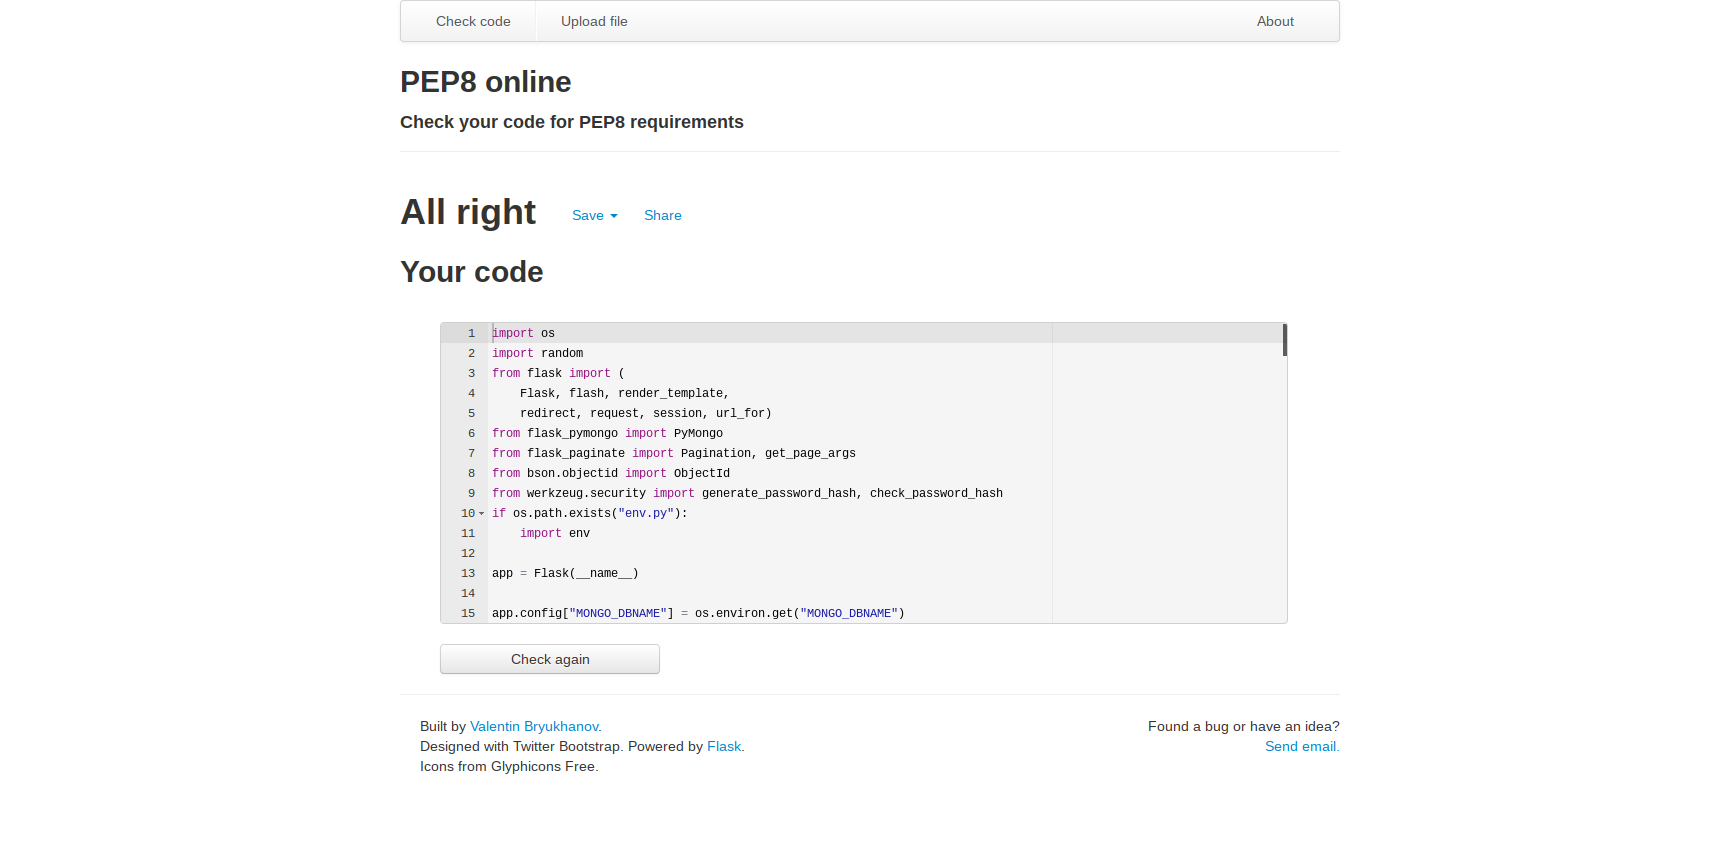 Check code Upload file About
PEP8 online
Check your code for PEP8 requirements
All right Save Share
Your code
1 import os
2 import random
3 from flask import (
4     Flask, flash, render_template,
5     redirect, request, session, url_for)
6 from flask_pymongo import PyMongo
7 from flask_paginate import Pagination, get_page_args
8 from bson.objectid import ObjectId
9 from werkzeug.security import generate_password_hash, check_password_hash
10 if os.path.exists("env.py"):
11     import env
12
13 app = Flask(__name__)
14
15 app.config["MONGO_DBNAME"] = os.environ.get("MONGO_DBNAME")
Check again
Built by Valentin Bryukhanov.
Designed with Twitter Bootstrap. Powered by Flask.
Icons from Glyphicons Free.
Found a bug or have an idea?
Send email.